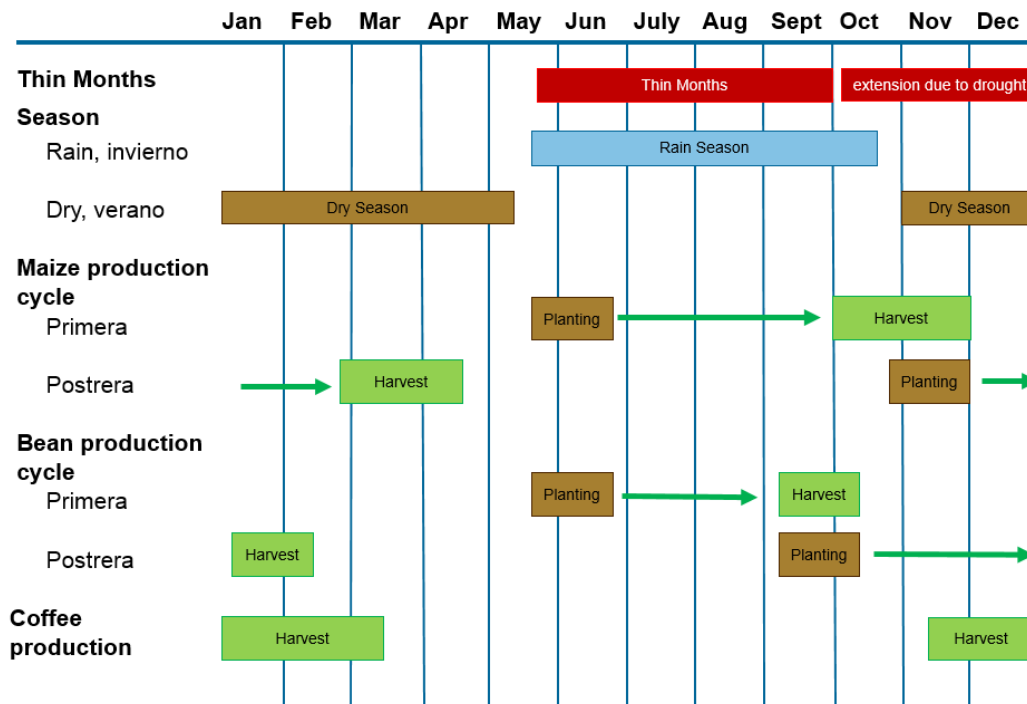 Jan Feb Mar Apr May Jun July Aug Sept Oct Nov Dec
Thin Months
Thin Months
extension due to drought
Season
Rain, invierno
Rain Season
Dry, verano
Dry Season
Dry Season
Maize production
cycle
Primera
Planting
Harvest
Postrera
Harvest
Planting
Bean production
cycle
Primera
Planting
Harvest
Postrera
Harvest
Planting
Coffee
production
Harvest
Harvest